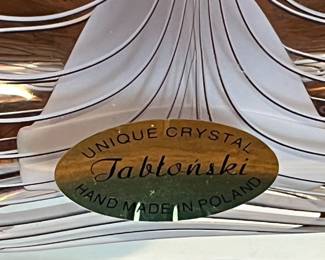 UNIQUE CRYSTAL
Jabłoński
HAND MADE IN POLAND